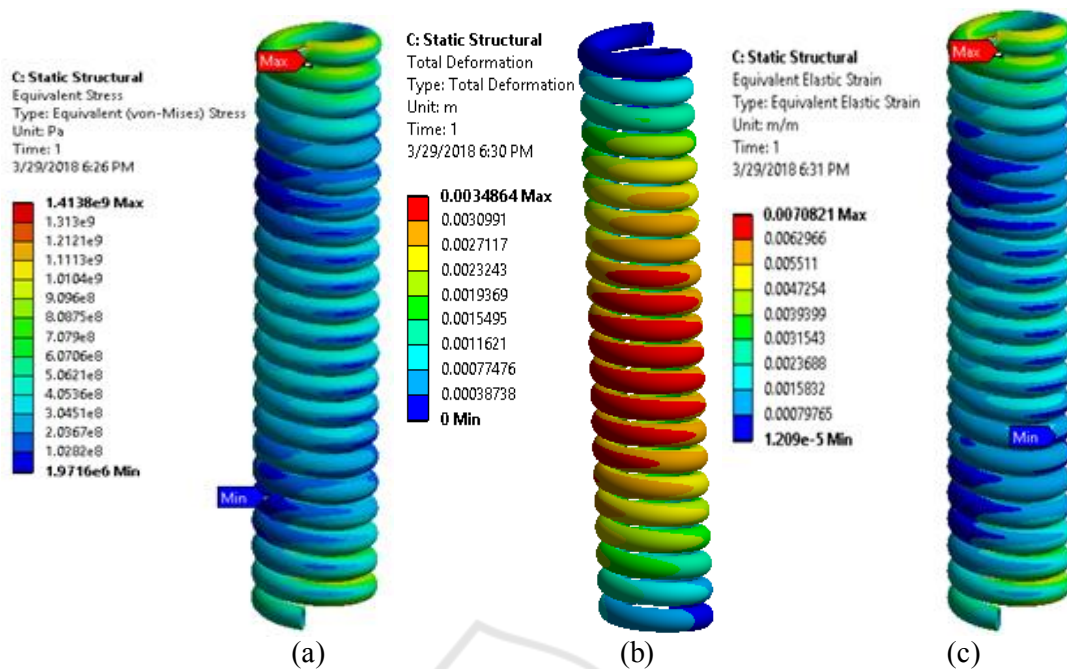 C: Static Structural
Equivalent Stress
Type: Equivalent (von-Mises) Stress
Unit: Pa
Time: 1
3/29/2018 6:26 PM
1.4138e9 Max
1.313e9
1.2121e9
1.1113e9
1.0104e9
9.096e8
8.0875e8
7.079e8
6.0706e8
5.0621e8
4.0536e8
3.0451e8
2.0367e8
1.0282e8
1.9716e6 Min
Max
Min
(a)
C: Static Structural
Total Deformation
Type: Total Deformation
Unit: m
Time: 1
3/29/2018 6:30 PM
0.0034864 Max
0.0030991
0.0027117
0.0023243
0.0019369
0.0015495
0.0011621
0.00077476
0.00038738
0 Min
(b)
C: Static Structural
Equivalent Elastic Strain
Type: Equivalent Elastic Strain
Unit: m/m
Time: 1
3/29/2018 6:31 PM
0.0070821 Max
0.0062966
0.005511
0.0047254
0.0039399
0.0031543
0.0023688
0.0015832
0.00079765
1.209e-5 Min
Max
Min
(c)